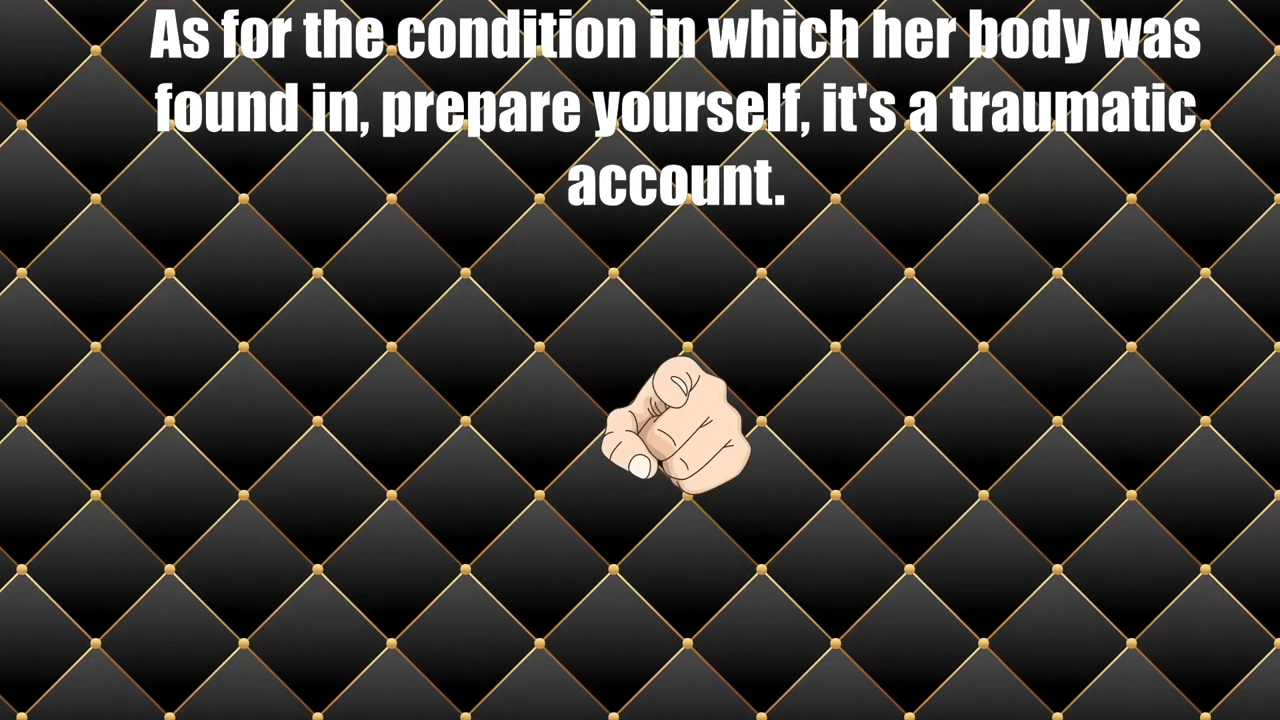 As for the condition in which her body was
found in, prepare yourself, it's a traumatic
account.